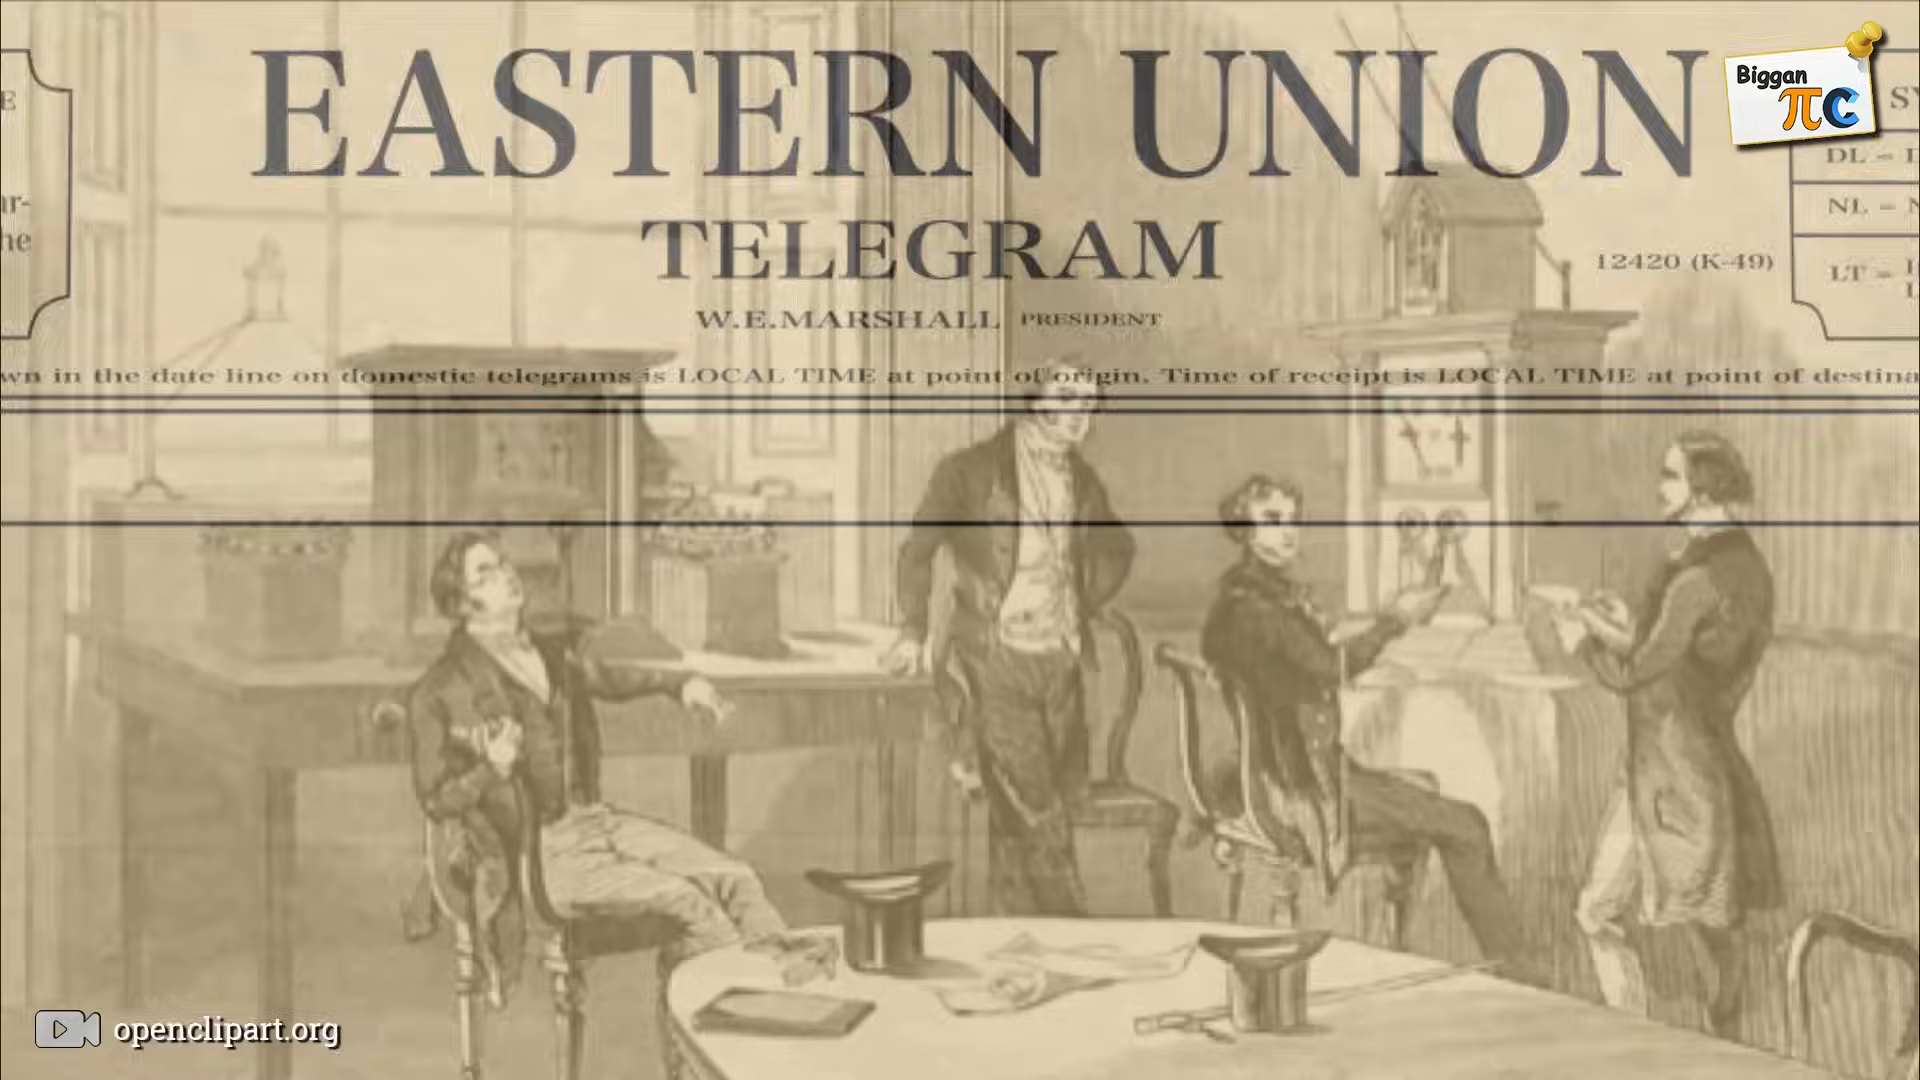 EASTERN UNION
Biggan
πC
TELEGRAM
DL =
NL =
12420 (K-49)
LT =
W.E.MARSHALL PRESIDENT
in the date line on domestic telegrams is LOCAL TIME at point of origin. Time of receipt is LOCAL TIME at point of
openclipart.org